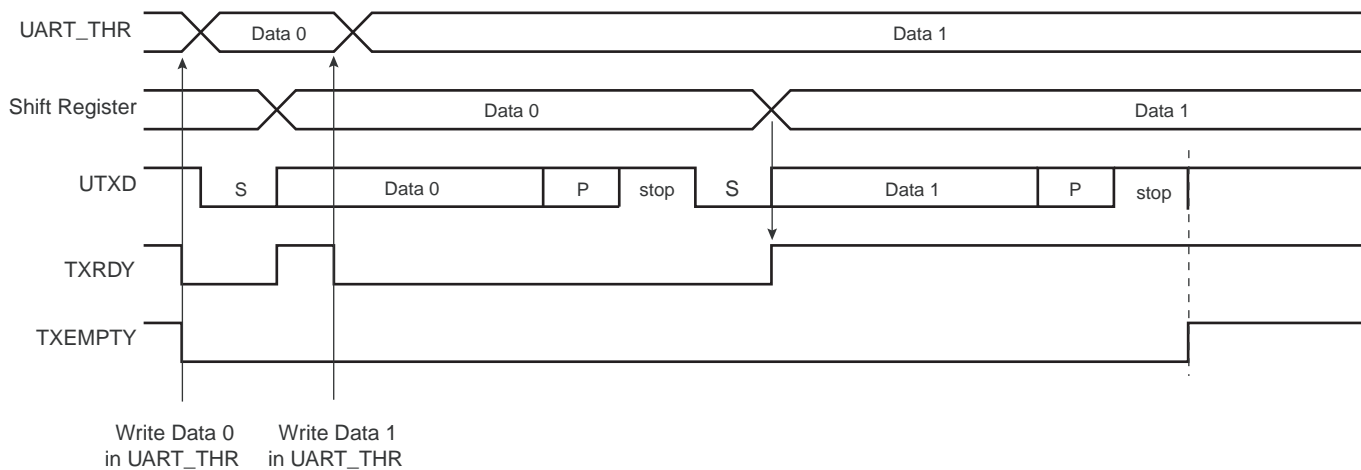 UART_THR
Data 0
Data 1
Shift Register
Data 0
Data 1
UTXD
S
Data 0
P
stop
S
Data 1
P
stop
TXRDY
TXEMPTY
Write Data 0
in UART_THR
Write Data 1
in UART_THR